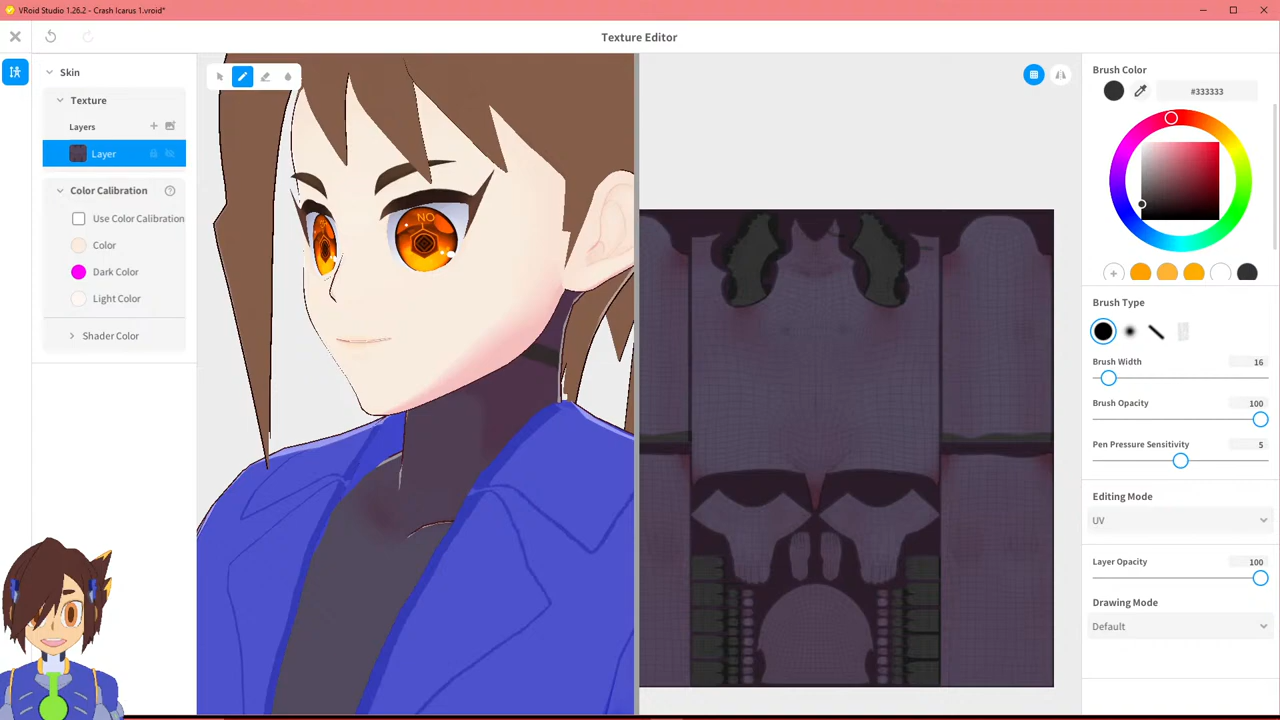 VRoid Studio 1.26.2 - Crash Icarus 1.vroid*
Texture Editor
Skin
Texture
Layers
Layer
Color Calibration
Use Color Calibration
Color
Dark Color
Light Color
Shader Color
NO
Brush Color
#333333
Brush Type
Brush Width 16
Brush Opacity 100
Pen Pressure Sensitivity 5
Editing Mode
UV
Layer Opacity 100
Drawing Mode
Default